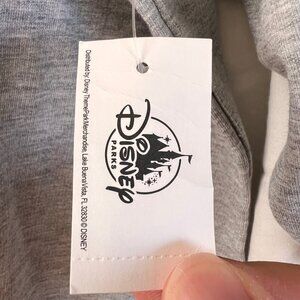 Disney
PARKS
Distributed by Disney Theme Park Merchandise, Lake Buena Vista, FL 32830 © DISNEY